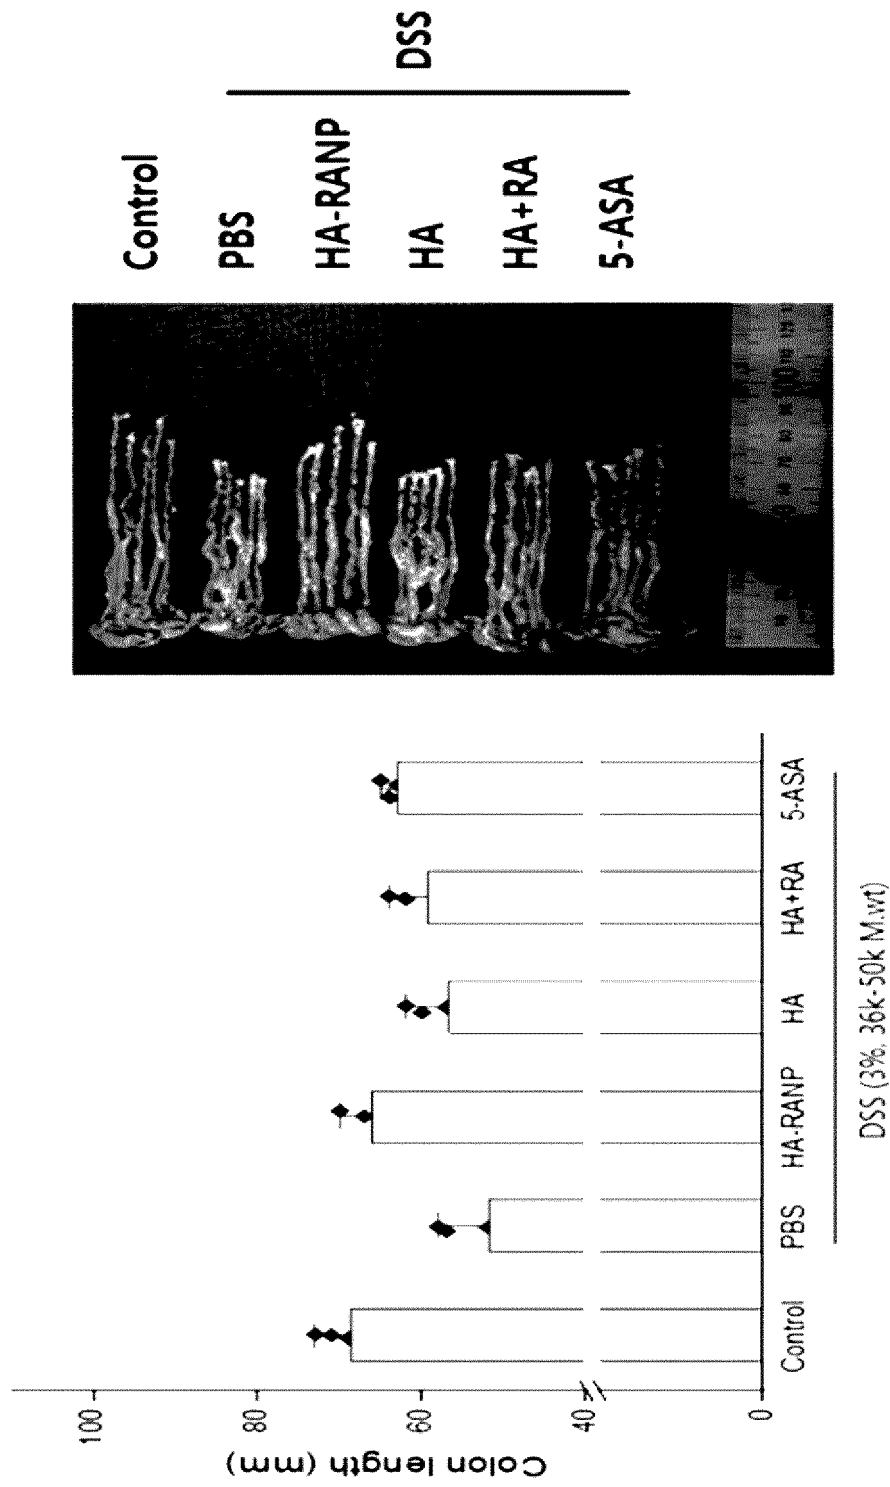 Colon length (mm)
100
80
60
40
0
Control
PBS
HA-RANP
HA
HA+RA
5-ASA
DSS (3%, 36k-50k M.wt)
Control
PBS
HA-RANP
HA
HA+RA
5-ASA
DSS